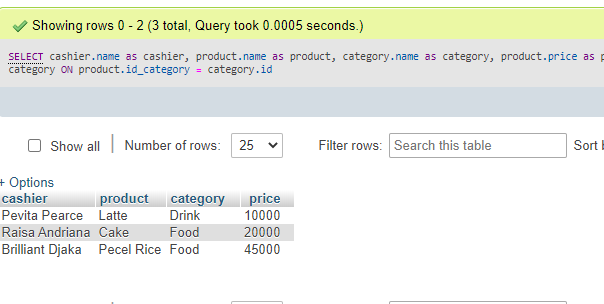 Showing rows 0 - 2 (3 total, Query took 0.0005 seconds.)
SELECT cashier.name as cashier, product.name as product, category.name as category, product.price as
category ON product.id_category = category.id
Show all Number of rows: 25 Filter rows: Search this table Sort
+ Options
cashier product category price
Pevita Pearce Latte Drink 10000
Raisa Andriana Cake Food 20000
Brilliant Djaka Pecel Rice Food 45000